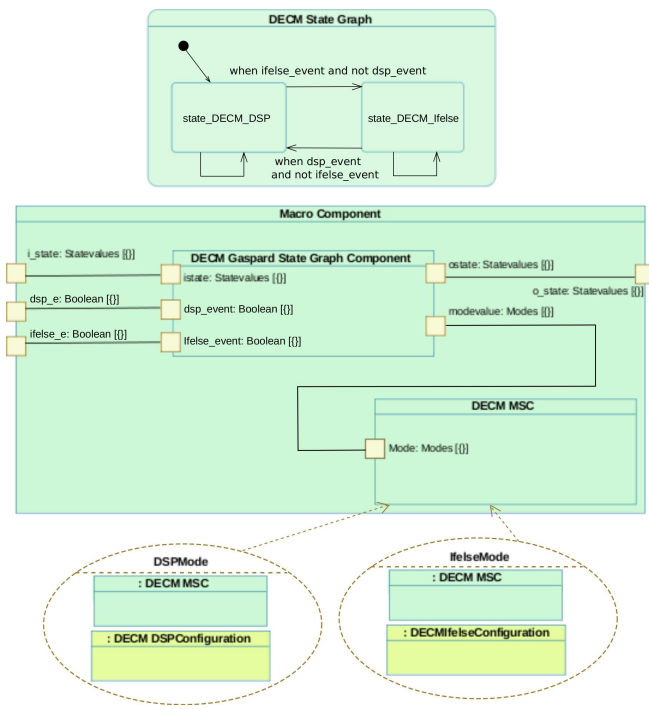 DECM State Graph
when ifelse_event and not dsp_event
state_DECM_DSP
state_DECM_Ifelse
when dsp_event
and not ifelse_event
Macro Component
i_state: Statevalues [{}]
DECM Gaspard State Graph Component
ostate: Statevalues [{}]
istate: Statevalues [{}]
o_state: Statevalues [{}]
dsp_e: Boolean [{}]
dsp_event: Boolean [{}]
modevalue: Modes [{}]
ifelse_e: Boolean [{}]
Ifelse_event: Boolean [{}]
DECM MSC
Mode: Modes [{}]
DSPMode
: DECM MSC
: DECM DSPConfiguration
IfelseMode
: DECM MSC
: DECMIfelseConfiguration